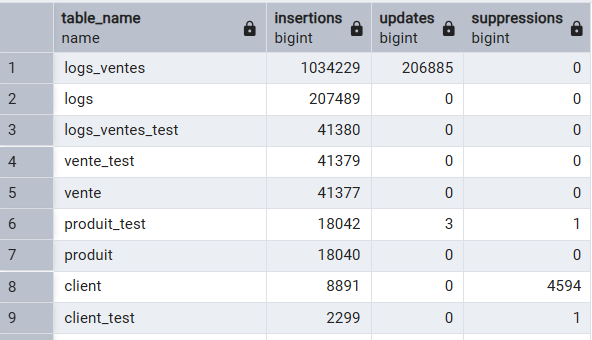 table_name insertions updates suppressions
name bigint bigint bigint
1 logs_ventes 1034229 206885 0
2 logs 207489 0 0
3 logs_ventes_test 41380 0 0
4 vente_test 41379 0 0
5 vente 41377 0 0
6 produit_test 18042 3 1
7 produit 18040 0 0
8 client 8891 0 4594
9 client_test 2299 0 1